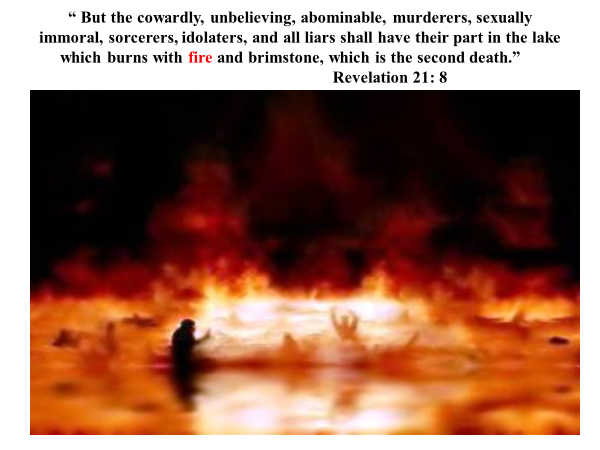 “ But the cowardly, unbelieving, abominable, murderers, sexually
immoral, sorcerers, idolaters, and all liars shall have their part in the lake
which burns with fire and brimstone, which is the second death.”
Revelation 21: 8